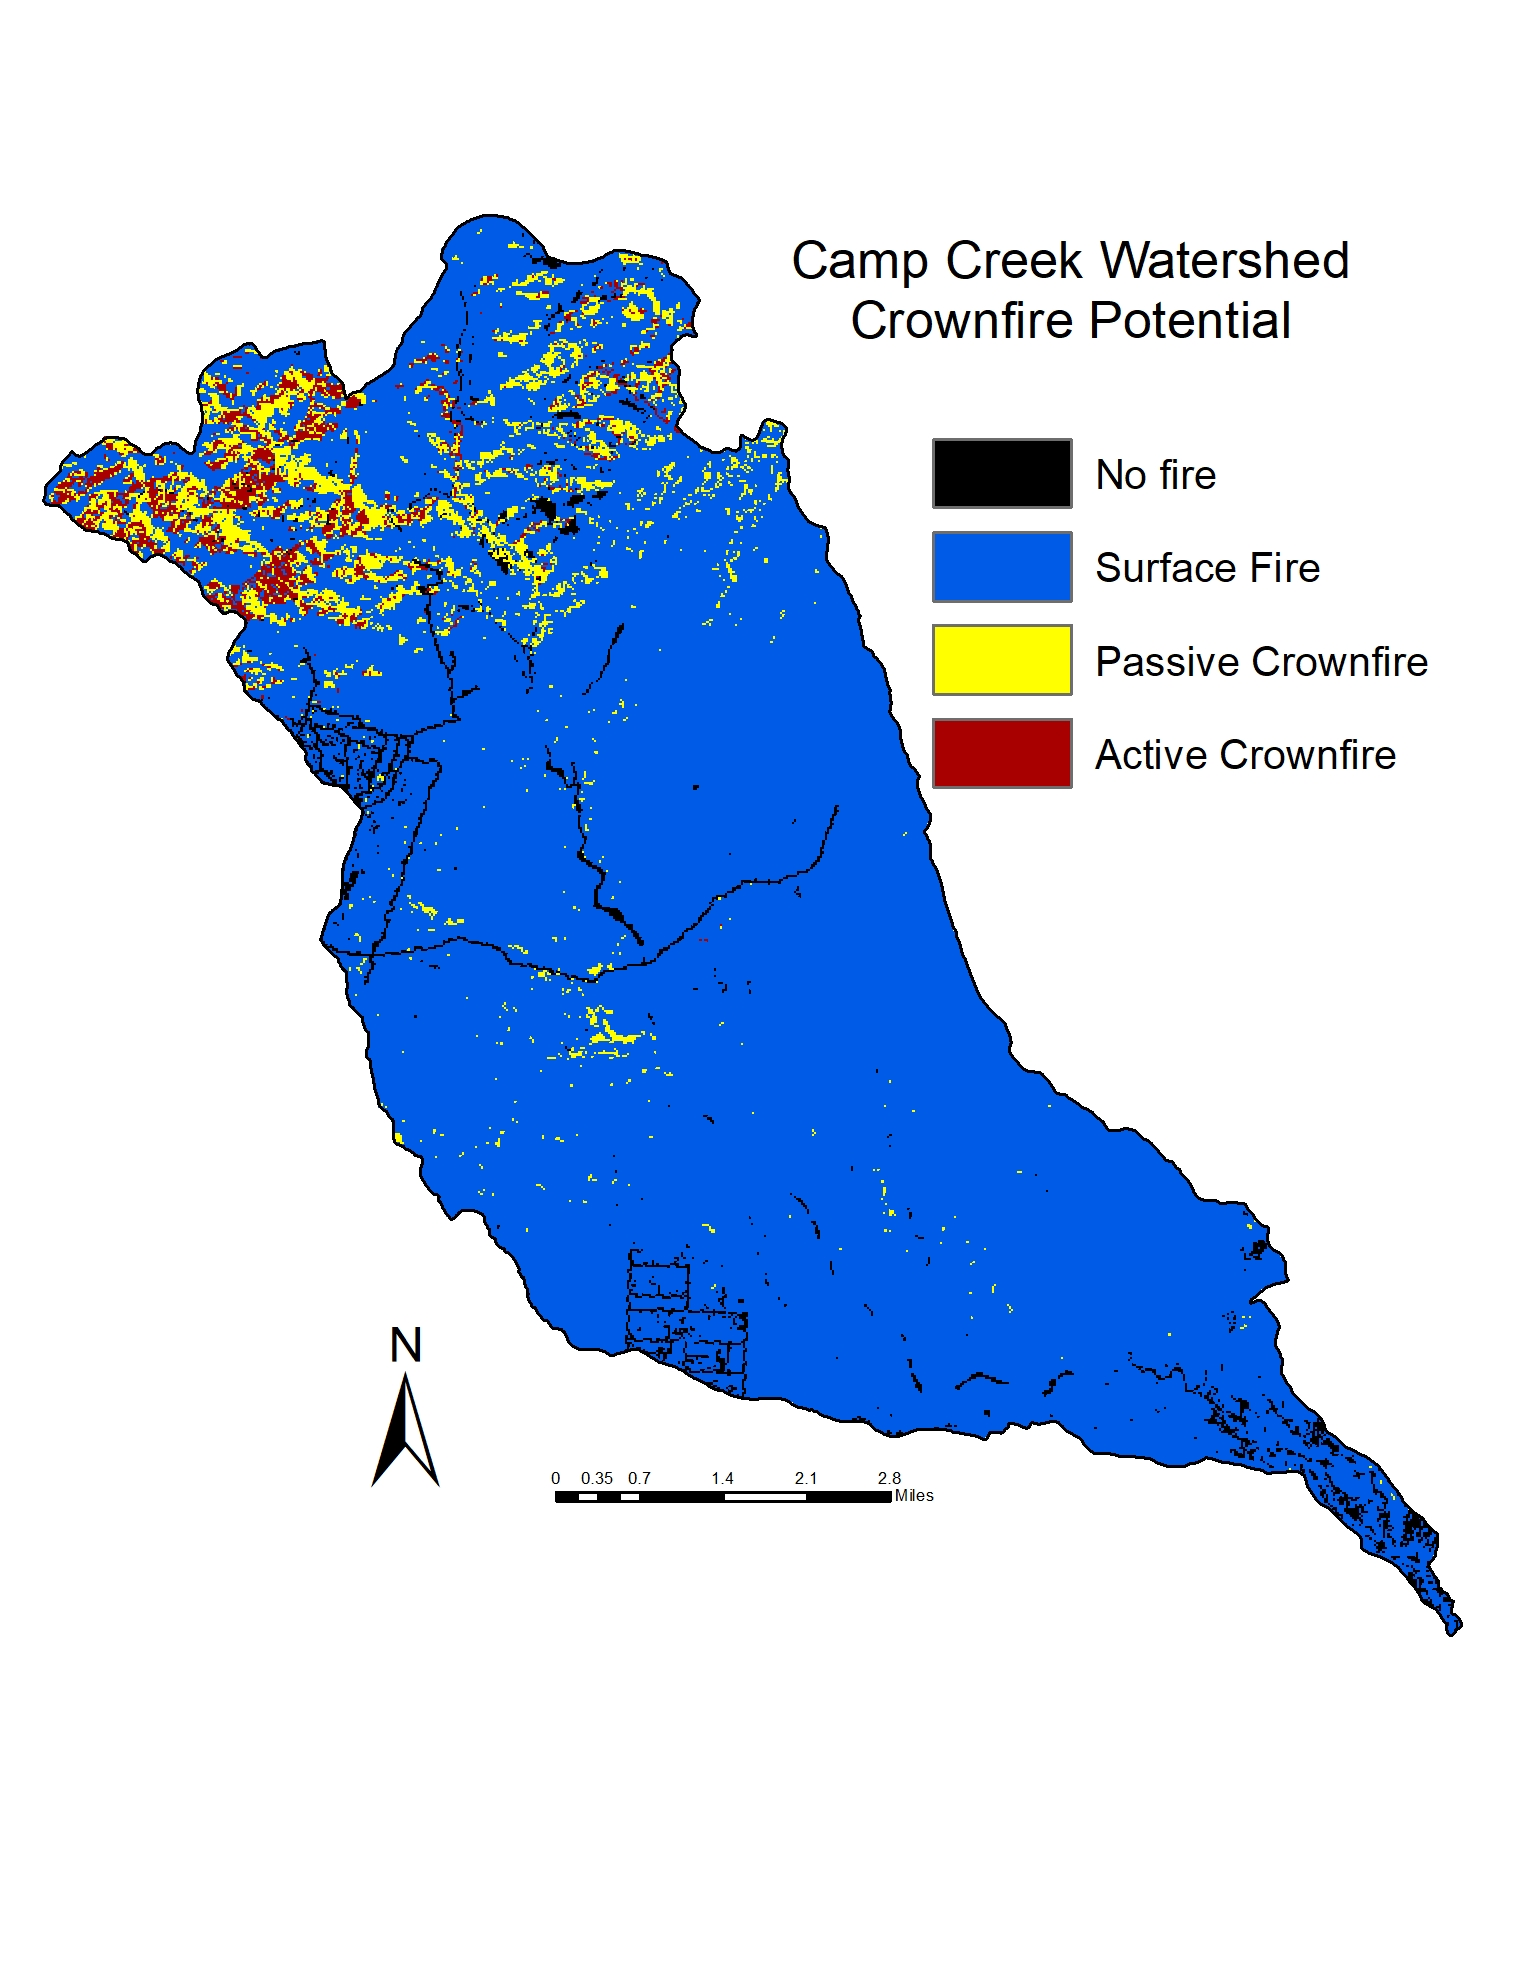 Camp Creek Watershed
Crownfire Potential
No fire
Surface Fire
Passive Crownfire
Active Crownfire
N
0 0.35 0.7 1.4 2.1 2.8
Miles